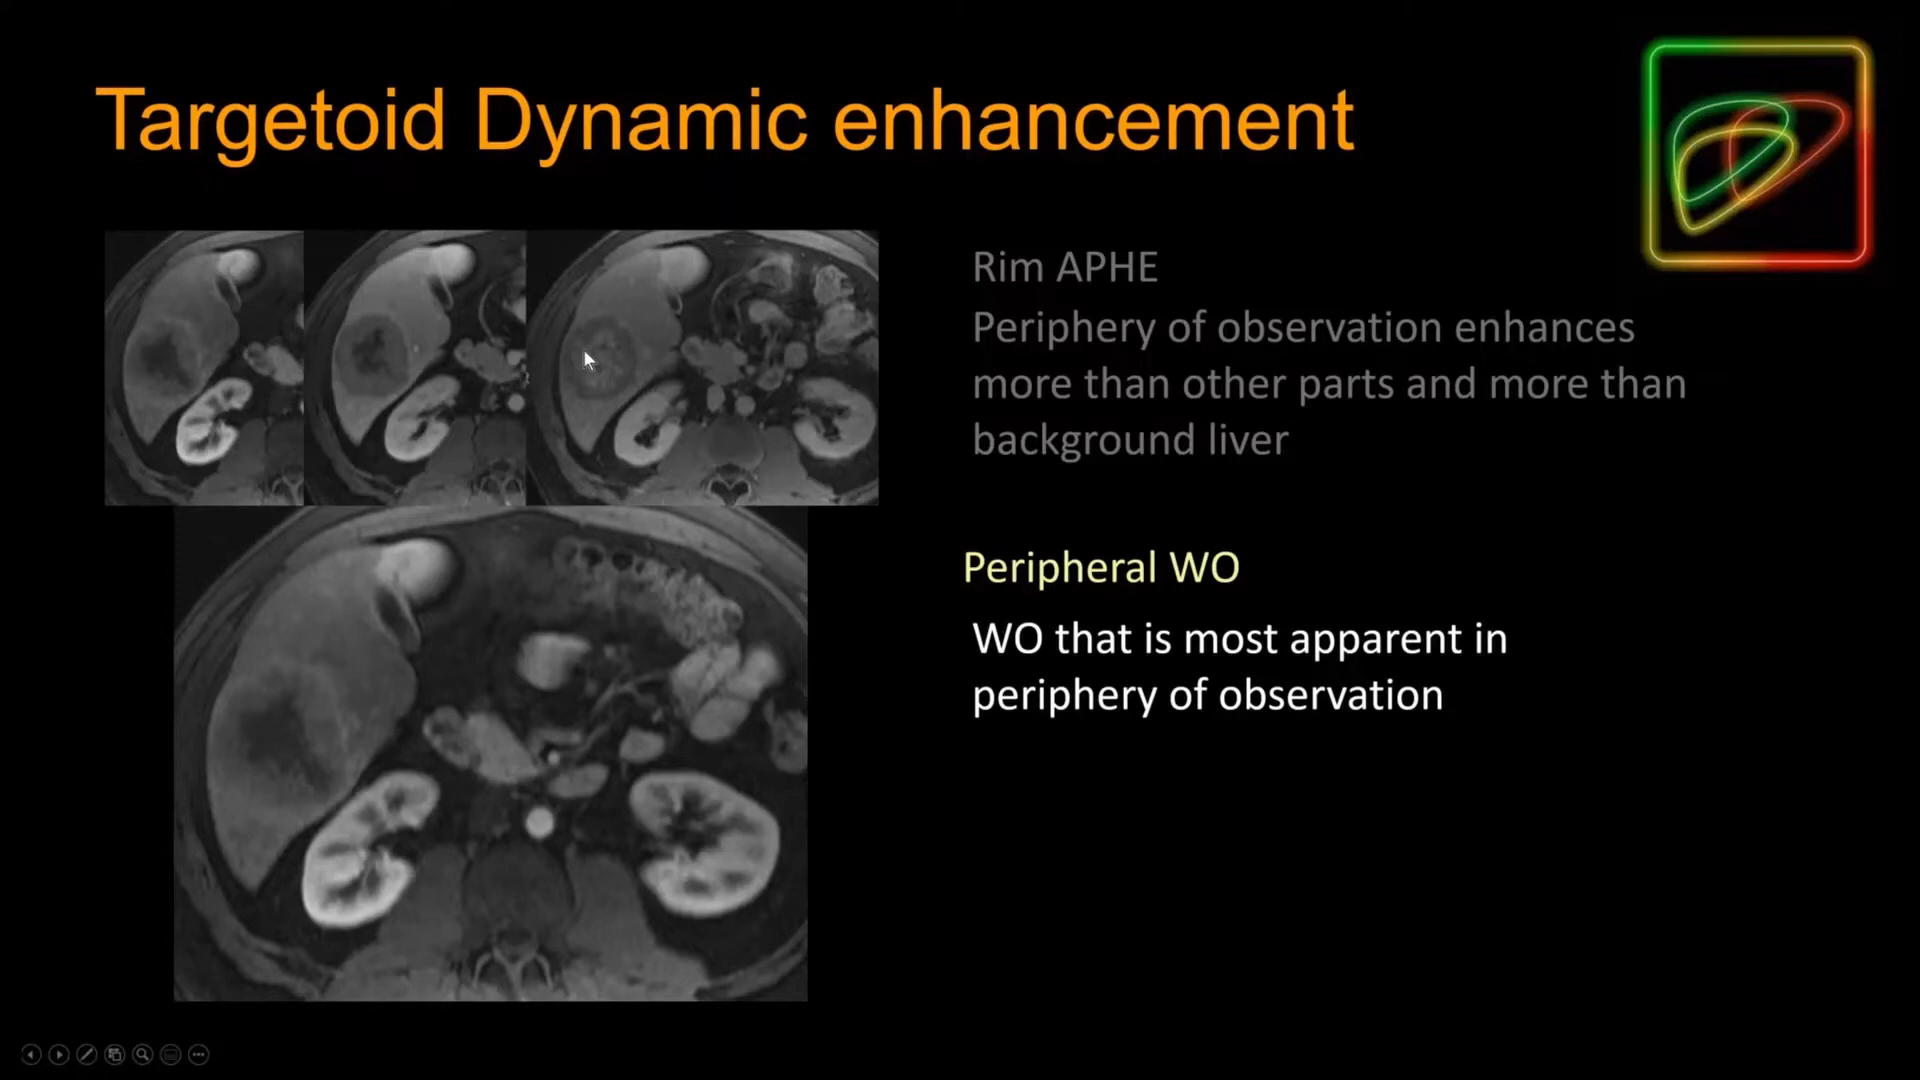 Targetoid Dynamic enhancement
Rim APHE
Periphery of observation enhances
more than other parts and more than
background liver
Peripheral WO
WO that is most apparent in
periphery of observation